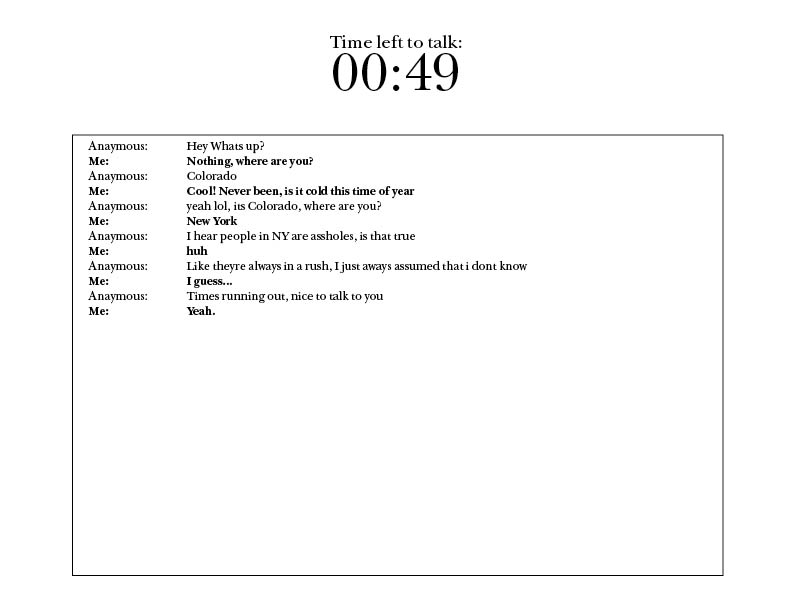 Time left to talk:
00:49
Anaymous: Hey Whats up?
Me: Nothing, where are you?
Anaymous: Colorado
Me: Cool! Never been, is it cold this time of year
Anaymous: yeah lol, its Colorado, where are you?
Me: New York
Anaymous: I hear people in NY are assholes, is that true
Me: huh
Anaymous: Like theyre always in a rush, I just aways assumed that i dont know
Me: I guess...
Anaymous: Times running out, nice to talk to you
Me: Yeah.